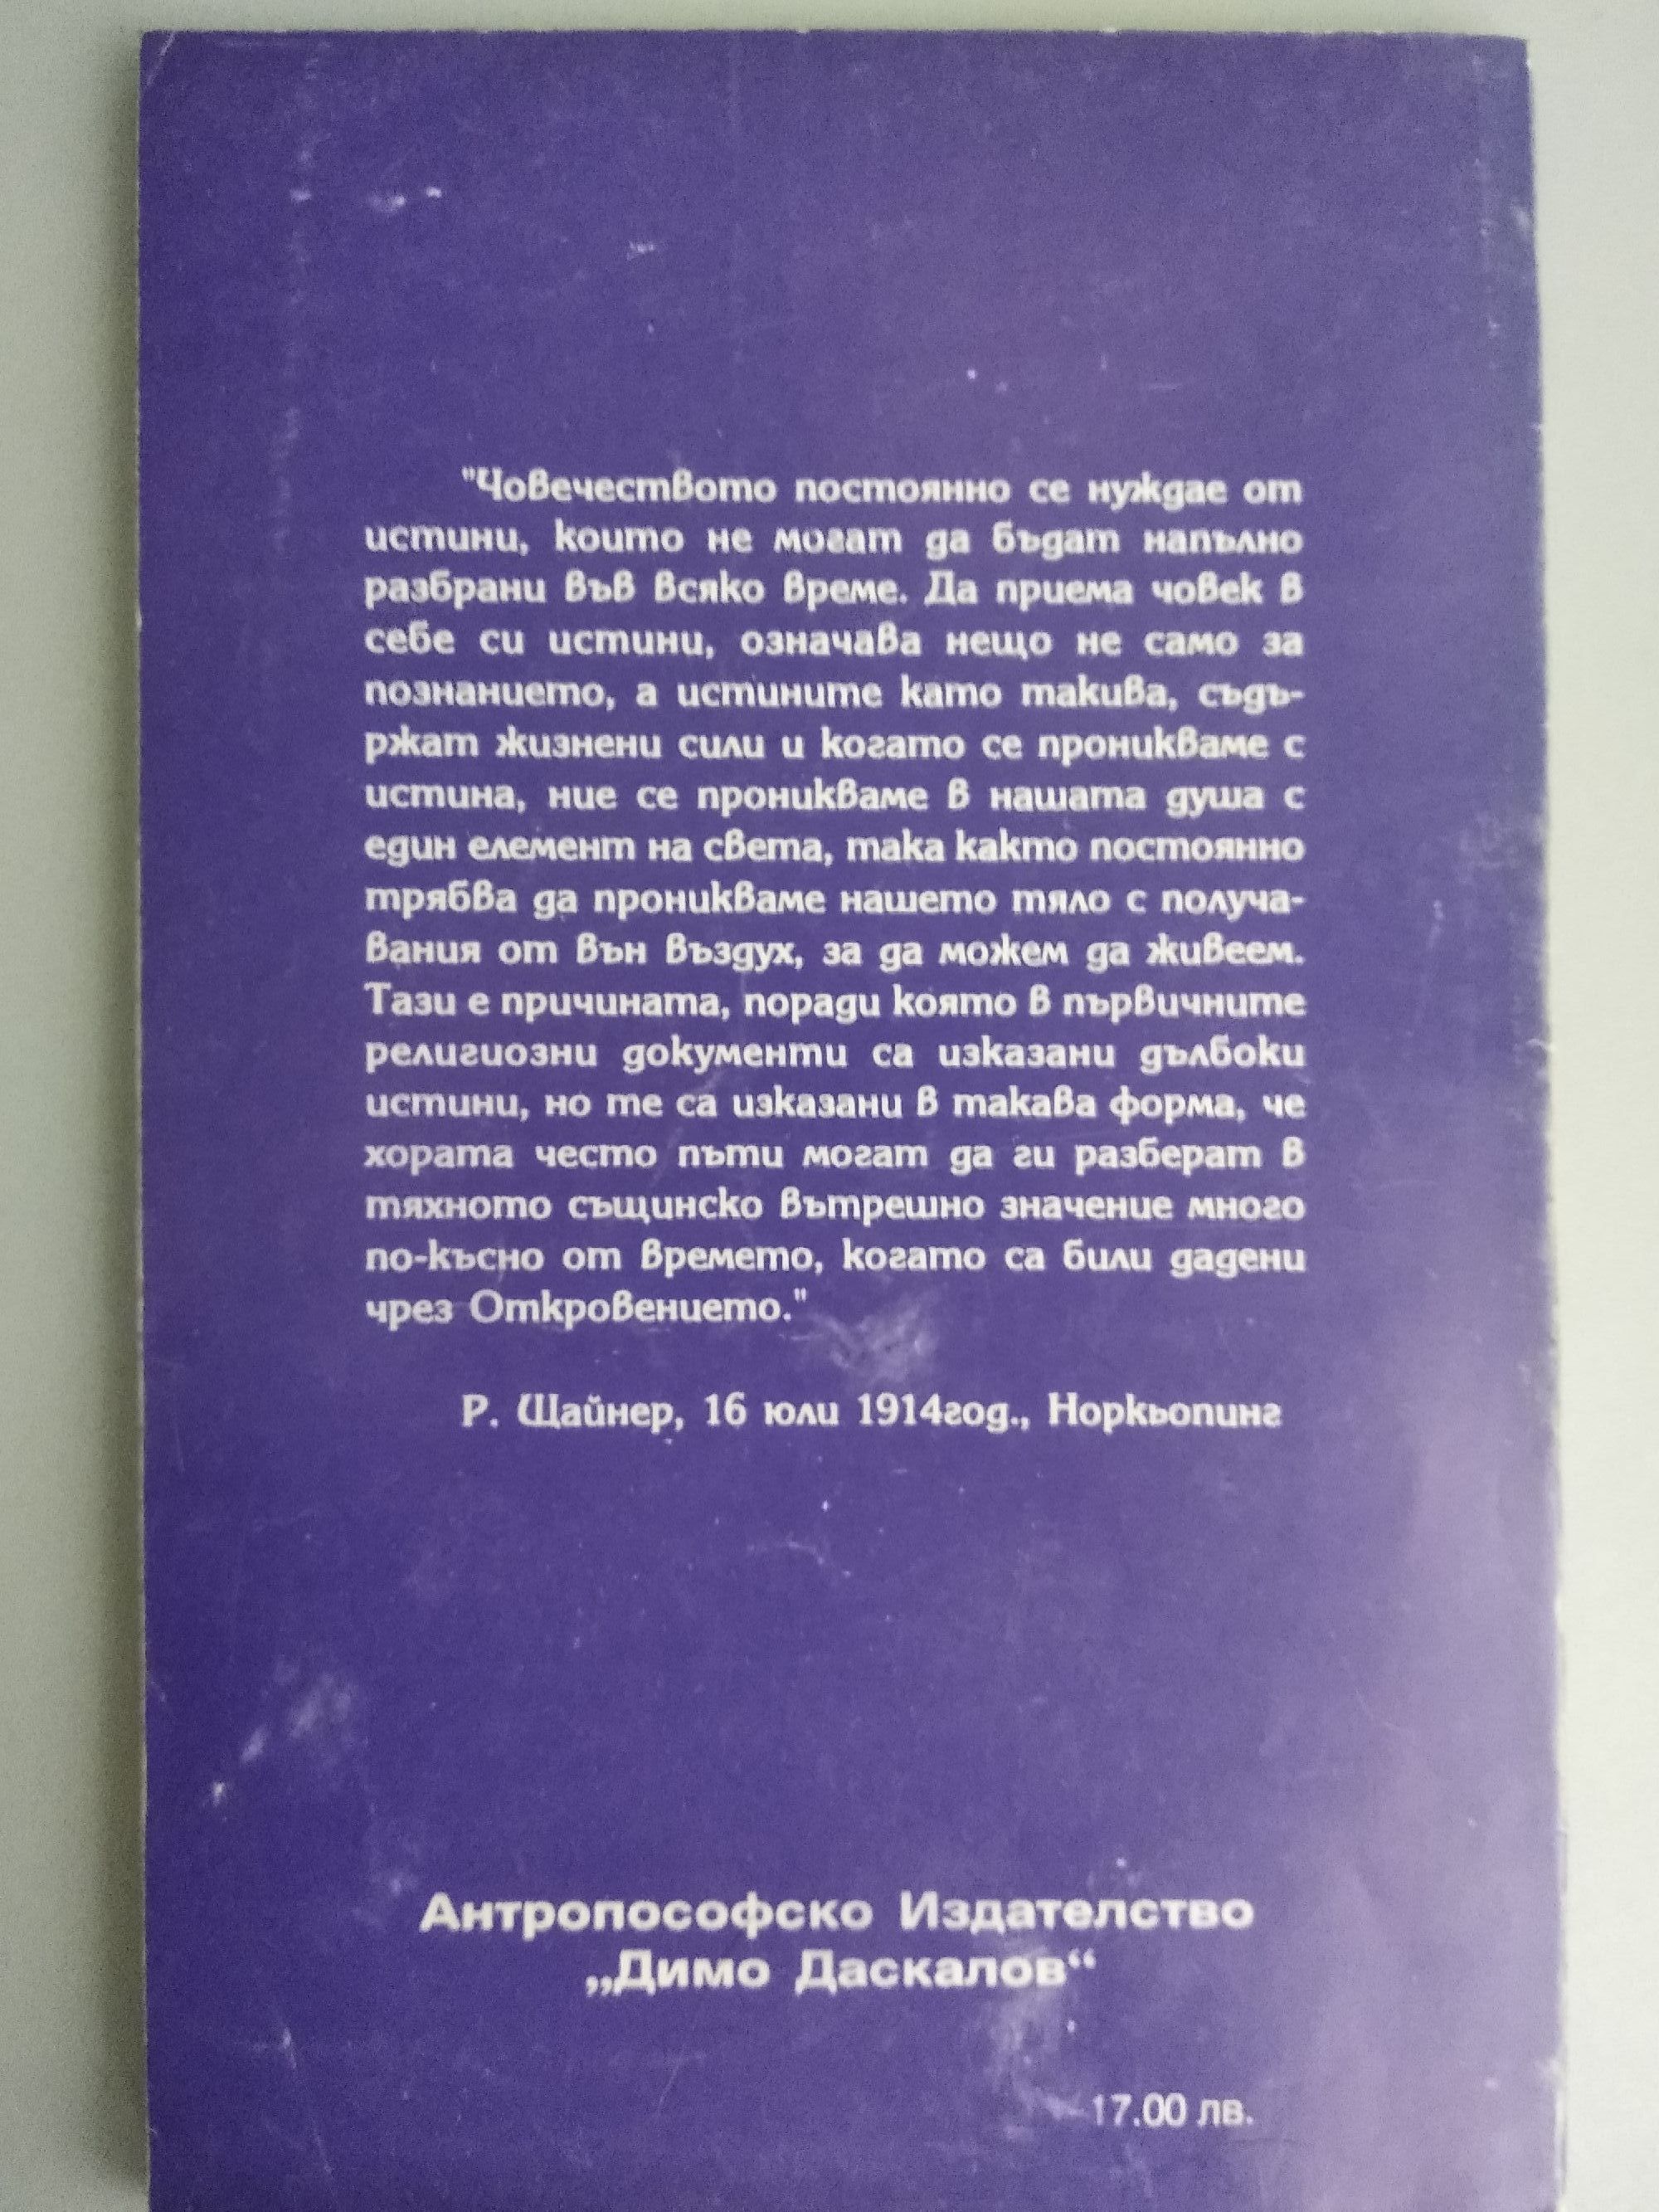 "Човечеството постоянно се нуждае от
истини, които не могат да бъдат напълно
разбрани във всяко време. Да приема човек в
себе си истини, означава нещо не само за
познанието, а истините като такива, съдъ-
ржат жизнени сили и когато се проникваме с
истина, ние се проникваме в нашата душа с
един елемент на света, така както постоянно
трябва да проникваме нашето тяло с получа-
вания от вън въздух, за да можем да живеем.
Тази е причината, поради която в първичните
религиозни документи са изказани дълбоки
истини, но те са изказани в такава форма, че
хората често пъти могат да ги разберат в
тяхното същинско вътрешно значение много
по-късно от времето, когато са били дадени
чрез Откровението."
Р. Щайнер, 16 юли 1914год., Норкьопинг
Антропософско Издателство
„Димо Даскалов“
17.00 лв.